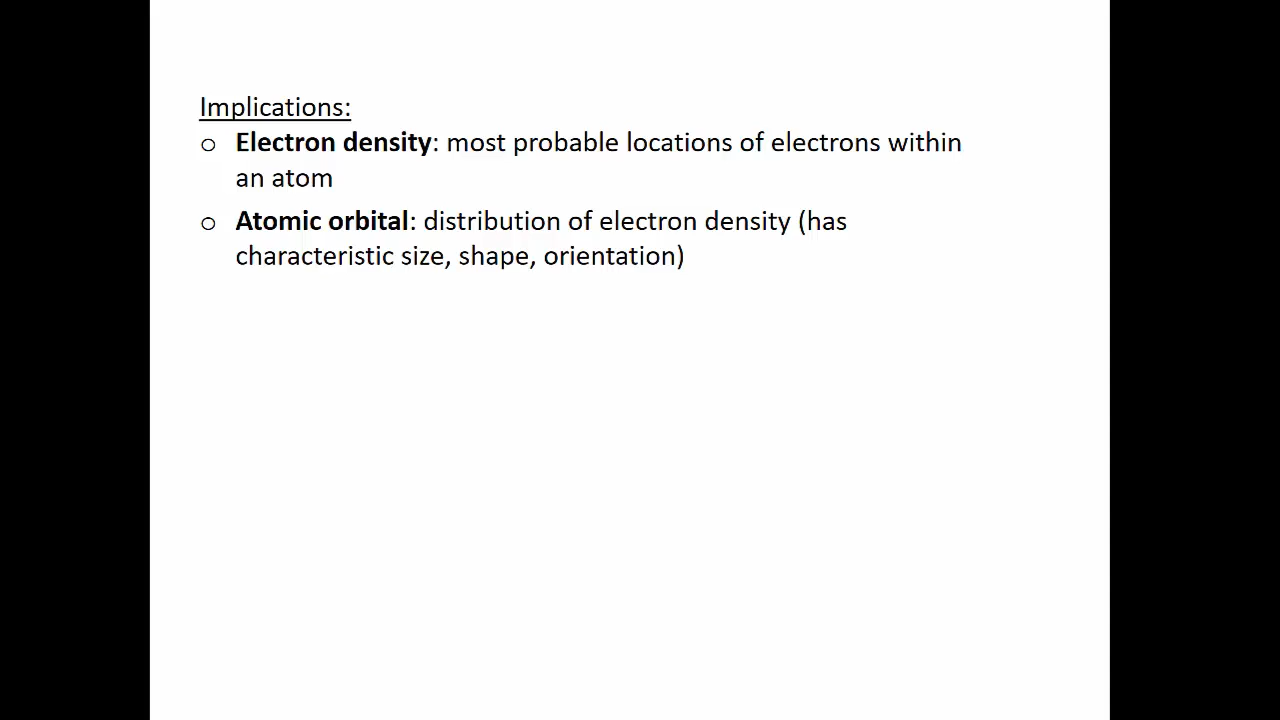 Implications:
o Electron density: most probable locations of electrons within
an atom
o Atomic orbital: distribution of electron density (has
characteristic size, shape, orientation)